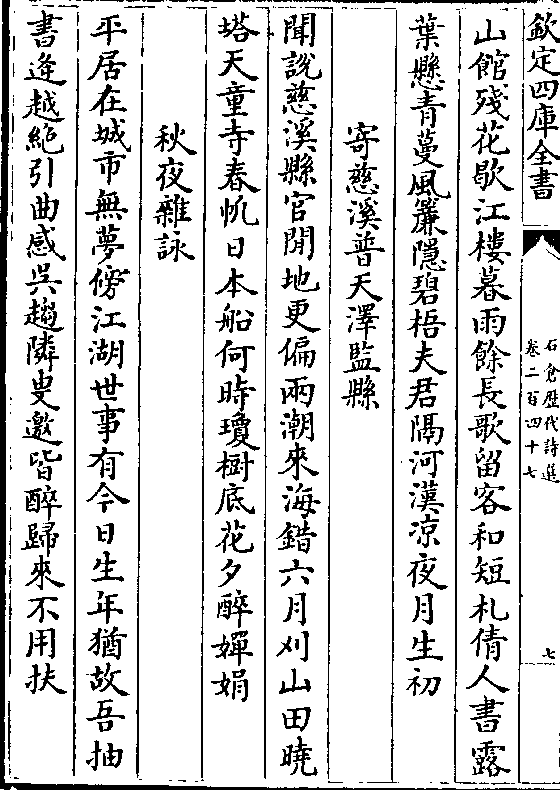 欽定四庫全書
石倉歷代詩選
卷二百四十七
七
山館殘花歇江樓暮雨餘長歌留客和短札倩人書露
葉懸青蔓風簾隱碧梧夫君隔河漢凉夜月生初
寄慈溪普天澤監縣
聞說慈溪縣官閒地更偏兩潮來海錯六月刈山田曉
塔天童寺春帆日本船何時瓊樹底花夕醉嬋娟
秋夜雜詠
平居在城市無夢傍江湖世事有今日生年猶故吾抽
書逄越絶引曲感吳趨隣叟邀皆醉歸來不用扶